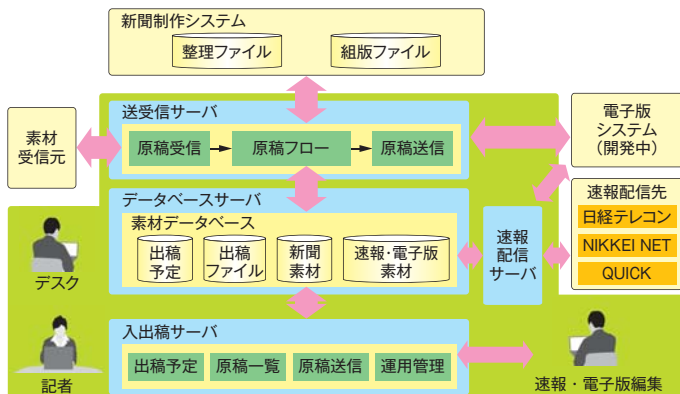 新聞制作システム
整理ファイル
組版ファイル
送受信サーバ
原稿受信
原稿フロー
原稿送信
素材
受信元
電子版
システム
(開発中)
データベースサーバ
素材データベース
出稿
予定
出稿
ファイル
新聞
素材
速報・電子版
素材
速報
配信
サーバ
速報配信先
日経テレコン
NIKKEI NET
QUICK
デスク
記者
入出稿サーバ
出稿予定
原稿一覧
原稿送信
運用管理
速報・電子版編集